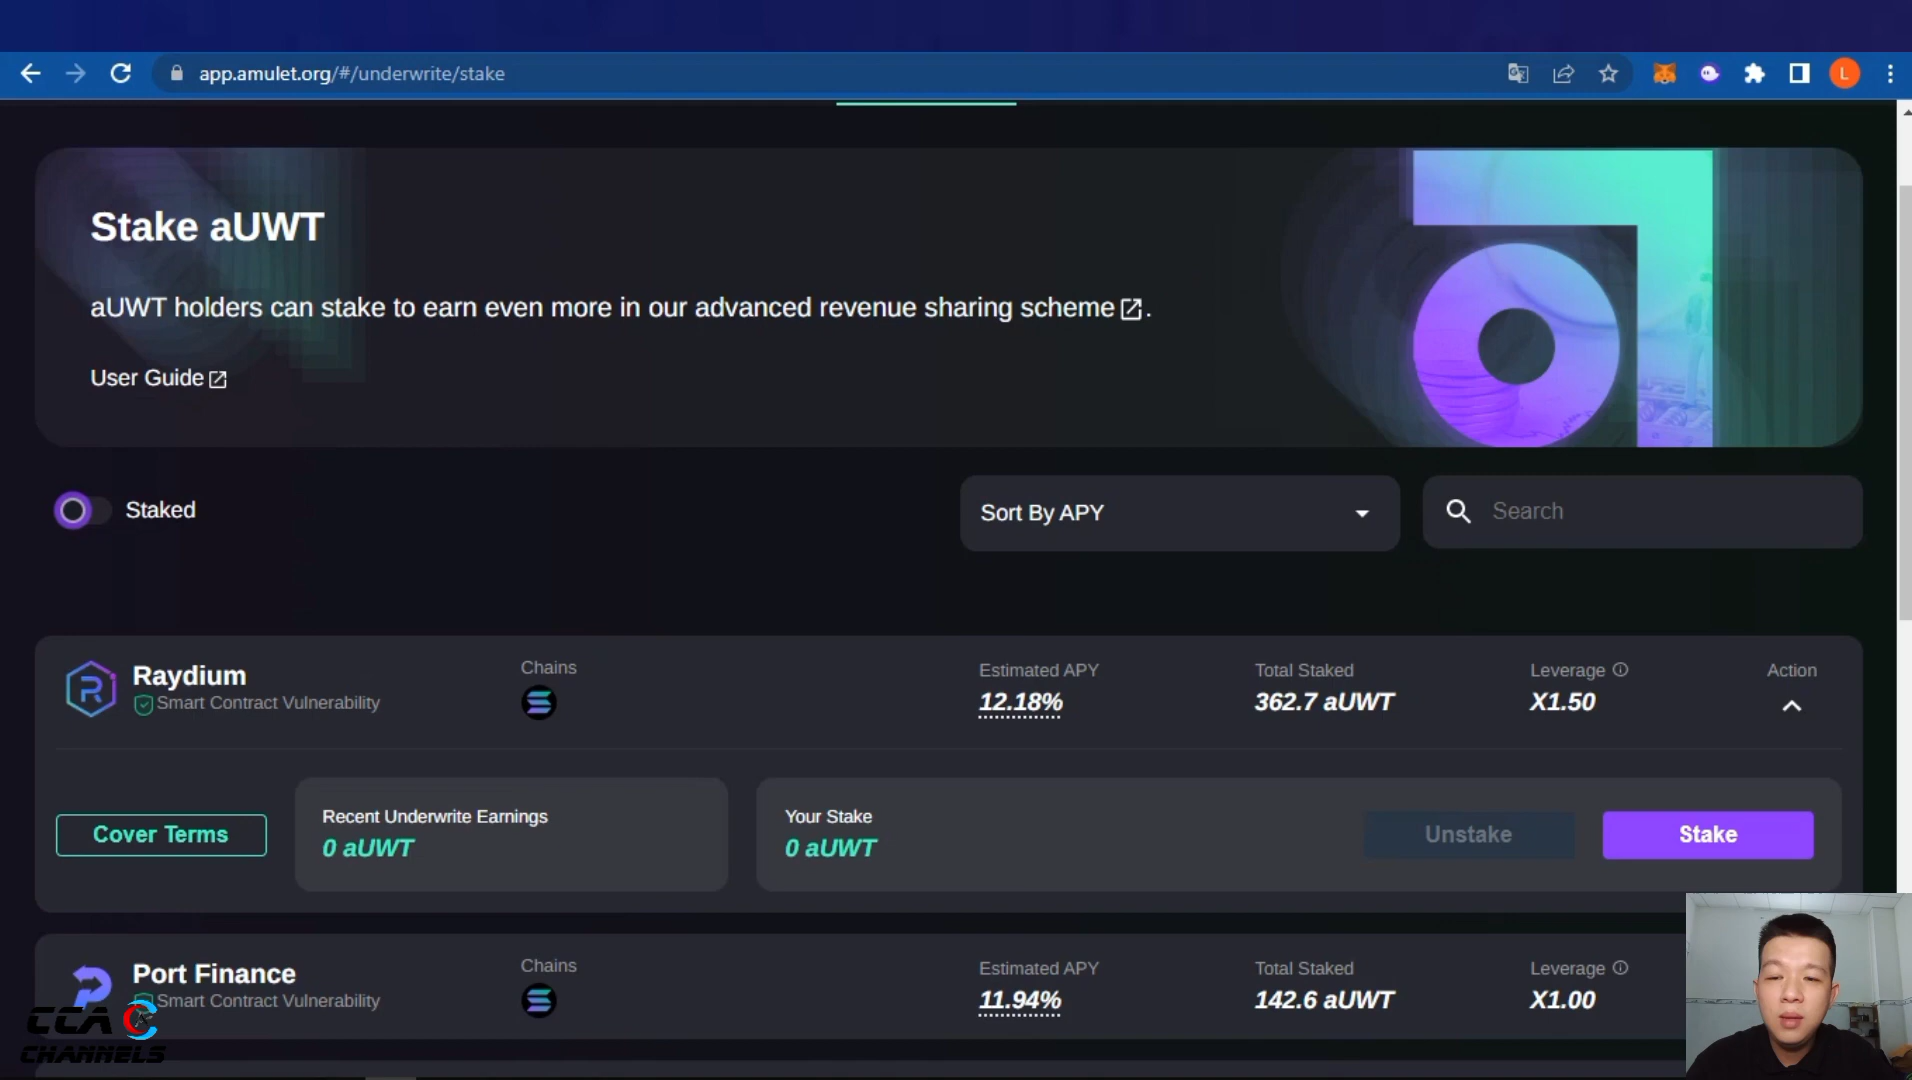 app.amulet.org/#/underwrite/stake
L
Stake aUWT
aUWT holders can stake to earn even more in our advanced revenue sharing scheme.
User Guide
Staked
Sort By APY
Search
Raydium
Smart Contract Vulnerability
Chains
Estimated APY
12.18%
Total Staked
362.7 aUWT
Leverage
X1.50
Action
Cover Terms
Recent Underwrite Earnings
0 aUWT
Your Stake
0 aUWT
Unstake
Stake
Port Finance
Smart Contract Vulnerability
Chains
Estimated APY
11.94%
Total Staked
142.6 aUWT
Leverage
X1.00
CCA
CHANNELS